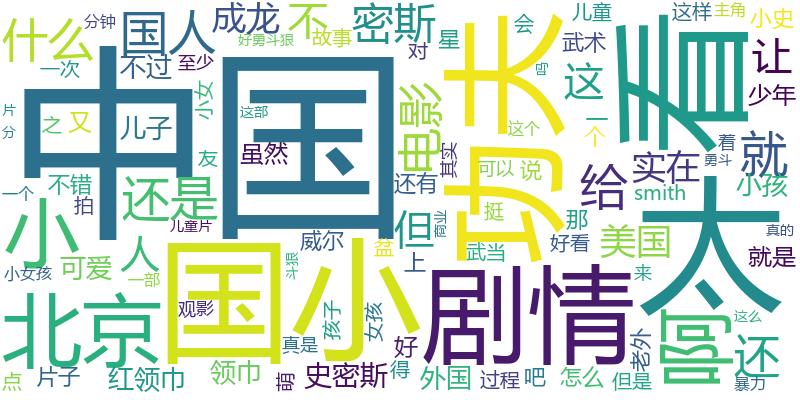 分钟
成龙
不
密斯
儿童
会
这样
主角
什么
国人
好勇斗狠
故事
对
星
武术
小史
一次
不过
至少
小女
中国
电影
功夫
这
看
让
少年
片
分
之
又
儿子
这部
友
虽然
其实
鸣
这个
一个
着
勇斗
就
一个
不错
拍
还是
还有
可以
说
给
实在
smith
小孩
小
人
威尔
盆
但
上
商业
挺
武当
那
好看
美国
太
真的
就是
儿童片
小女孩
可爱
一部
斗狠
国小
剧情
来
北京
观影
孩子
女孩
老外
啊
还
这么
点
片子
红领巾
领巾
真是
萌
史密斯
好
得
外国
过程
吧
怎么
但是
暴力